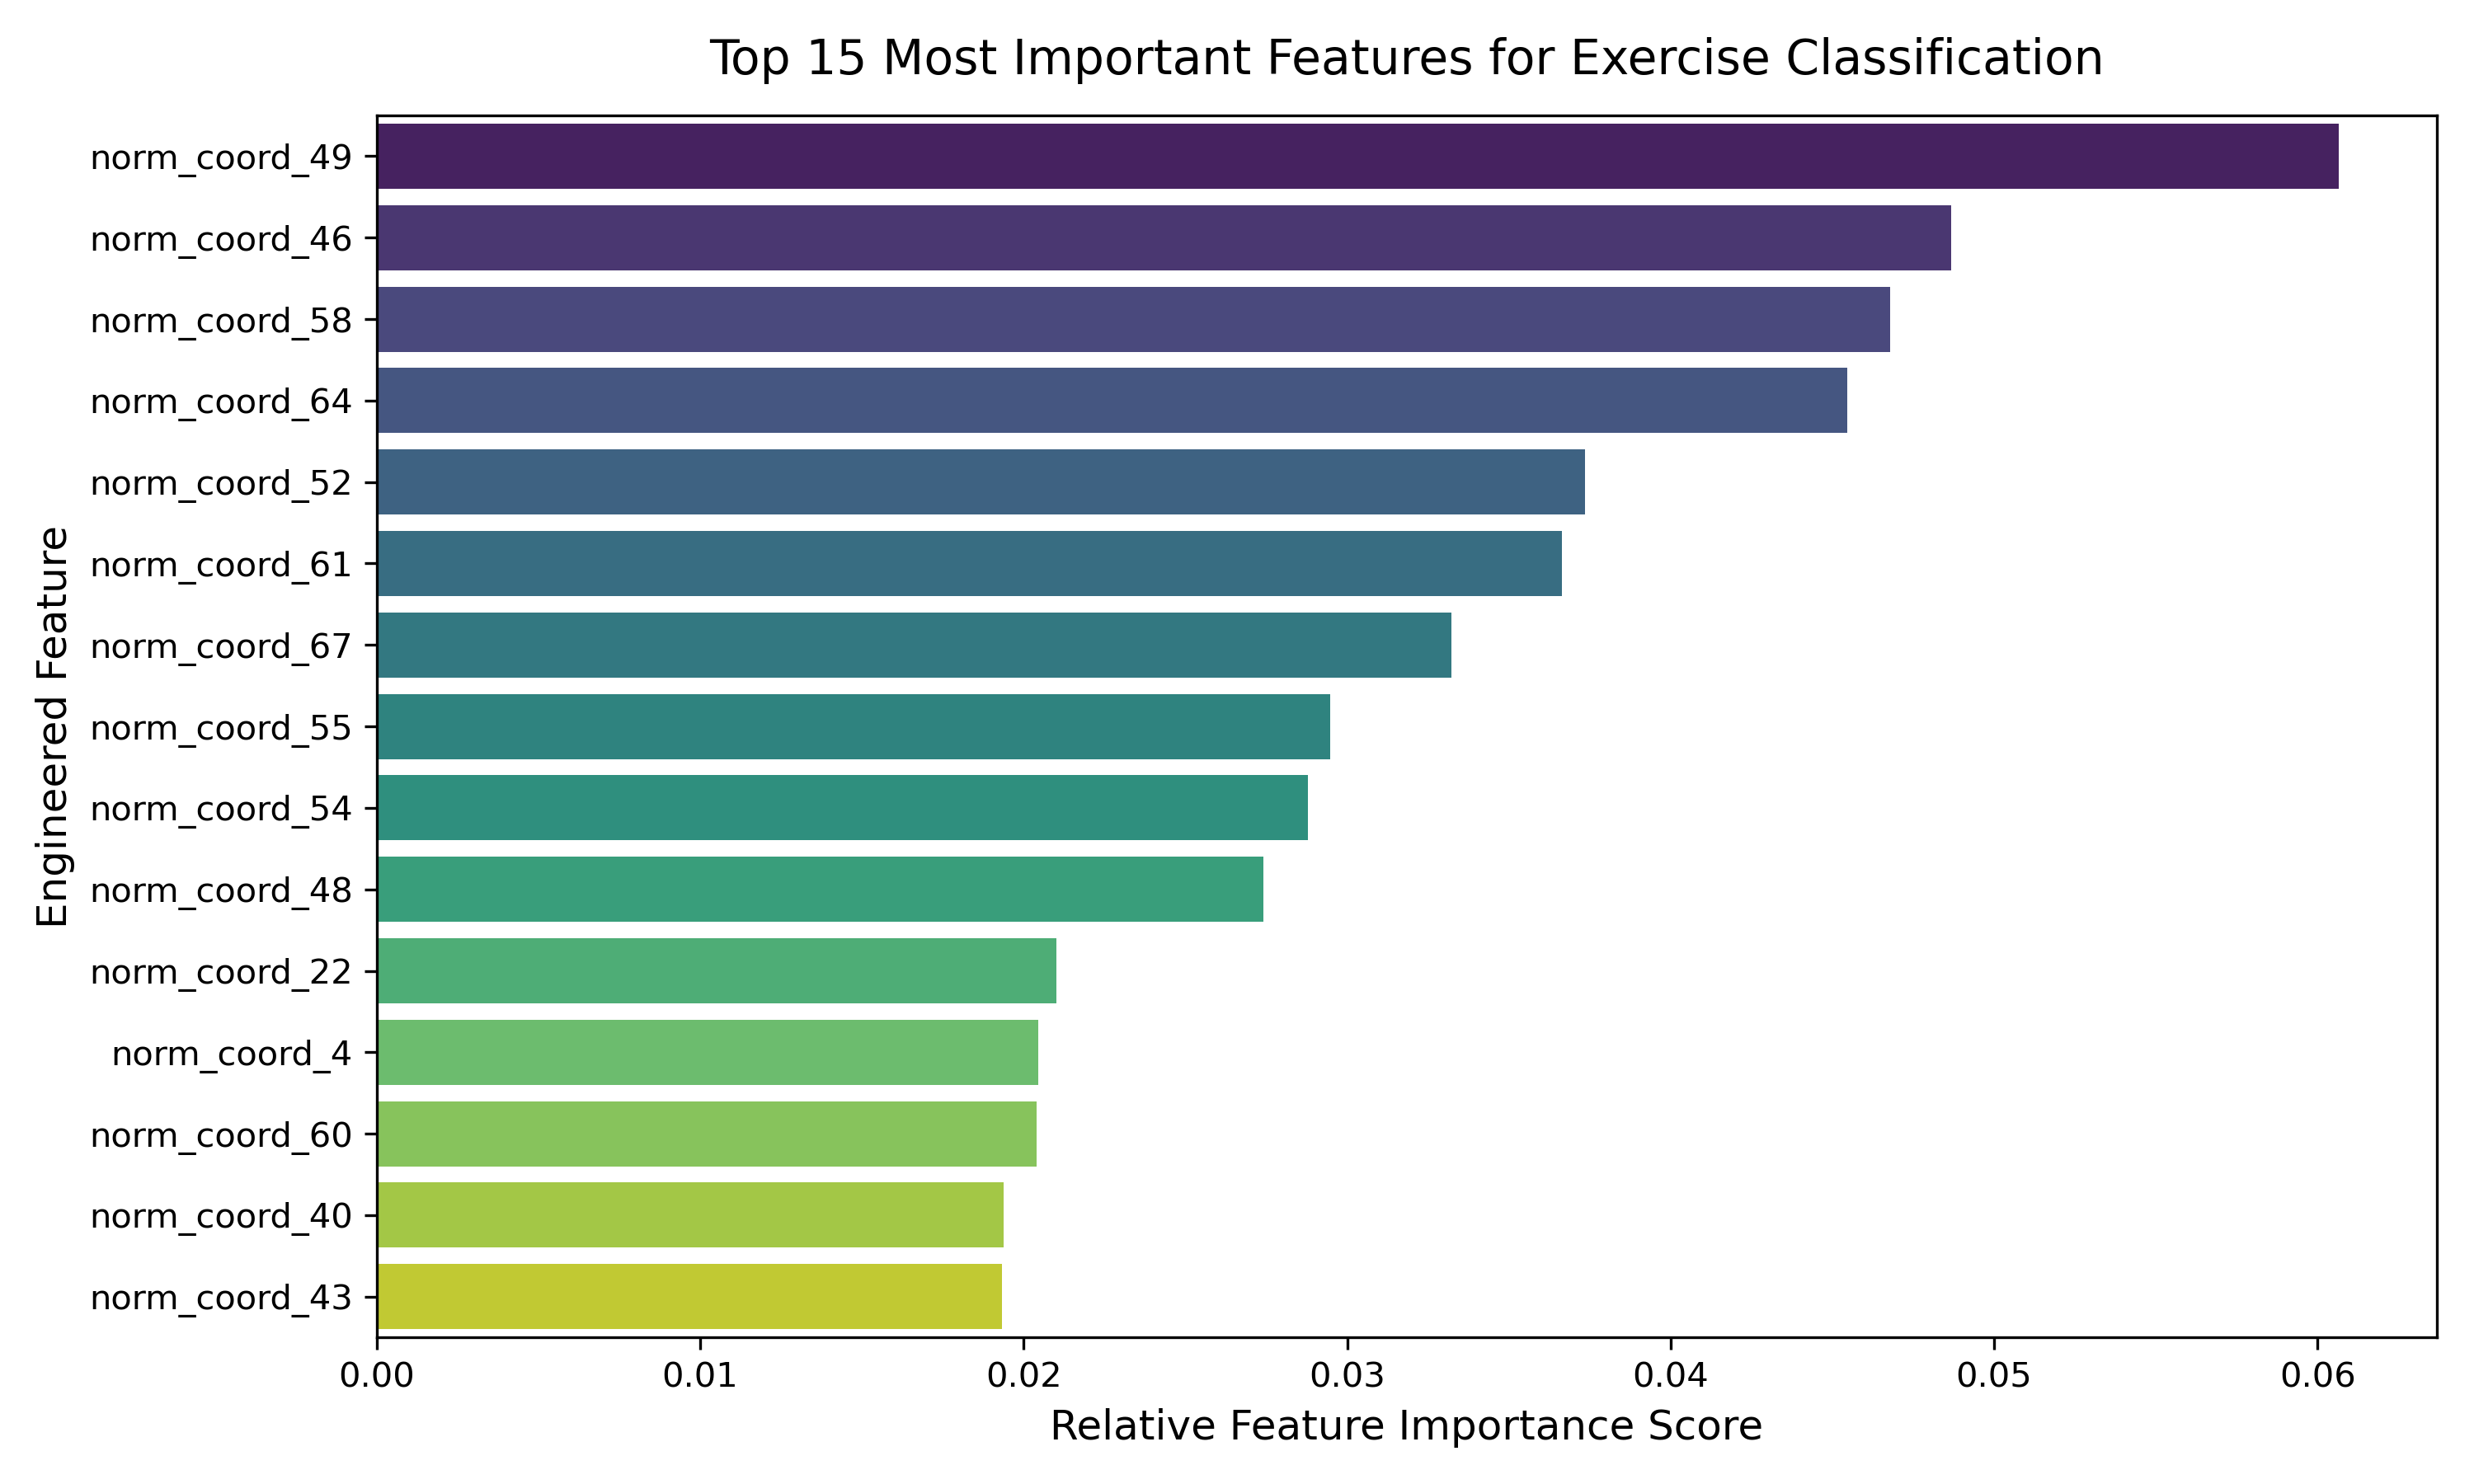 Top 15 Most Important Features for Exercise Classification
Engineered Feature
norm_coord_49
norm_coord_46
norm_coord_58
norm_coord_64
norm_coord_52
norm_coord_61
norm_coord_67
norm_coord_55
norm_coord_54
norm_coord_48
norm_coord_22
norm_coord_4
norm_coord_60
norm_coord_40
norm_coord_43
0.00 0.01 0.02 0.03 0.04 0.05 0.06
Relative Feature Importance Score